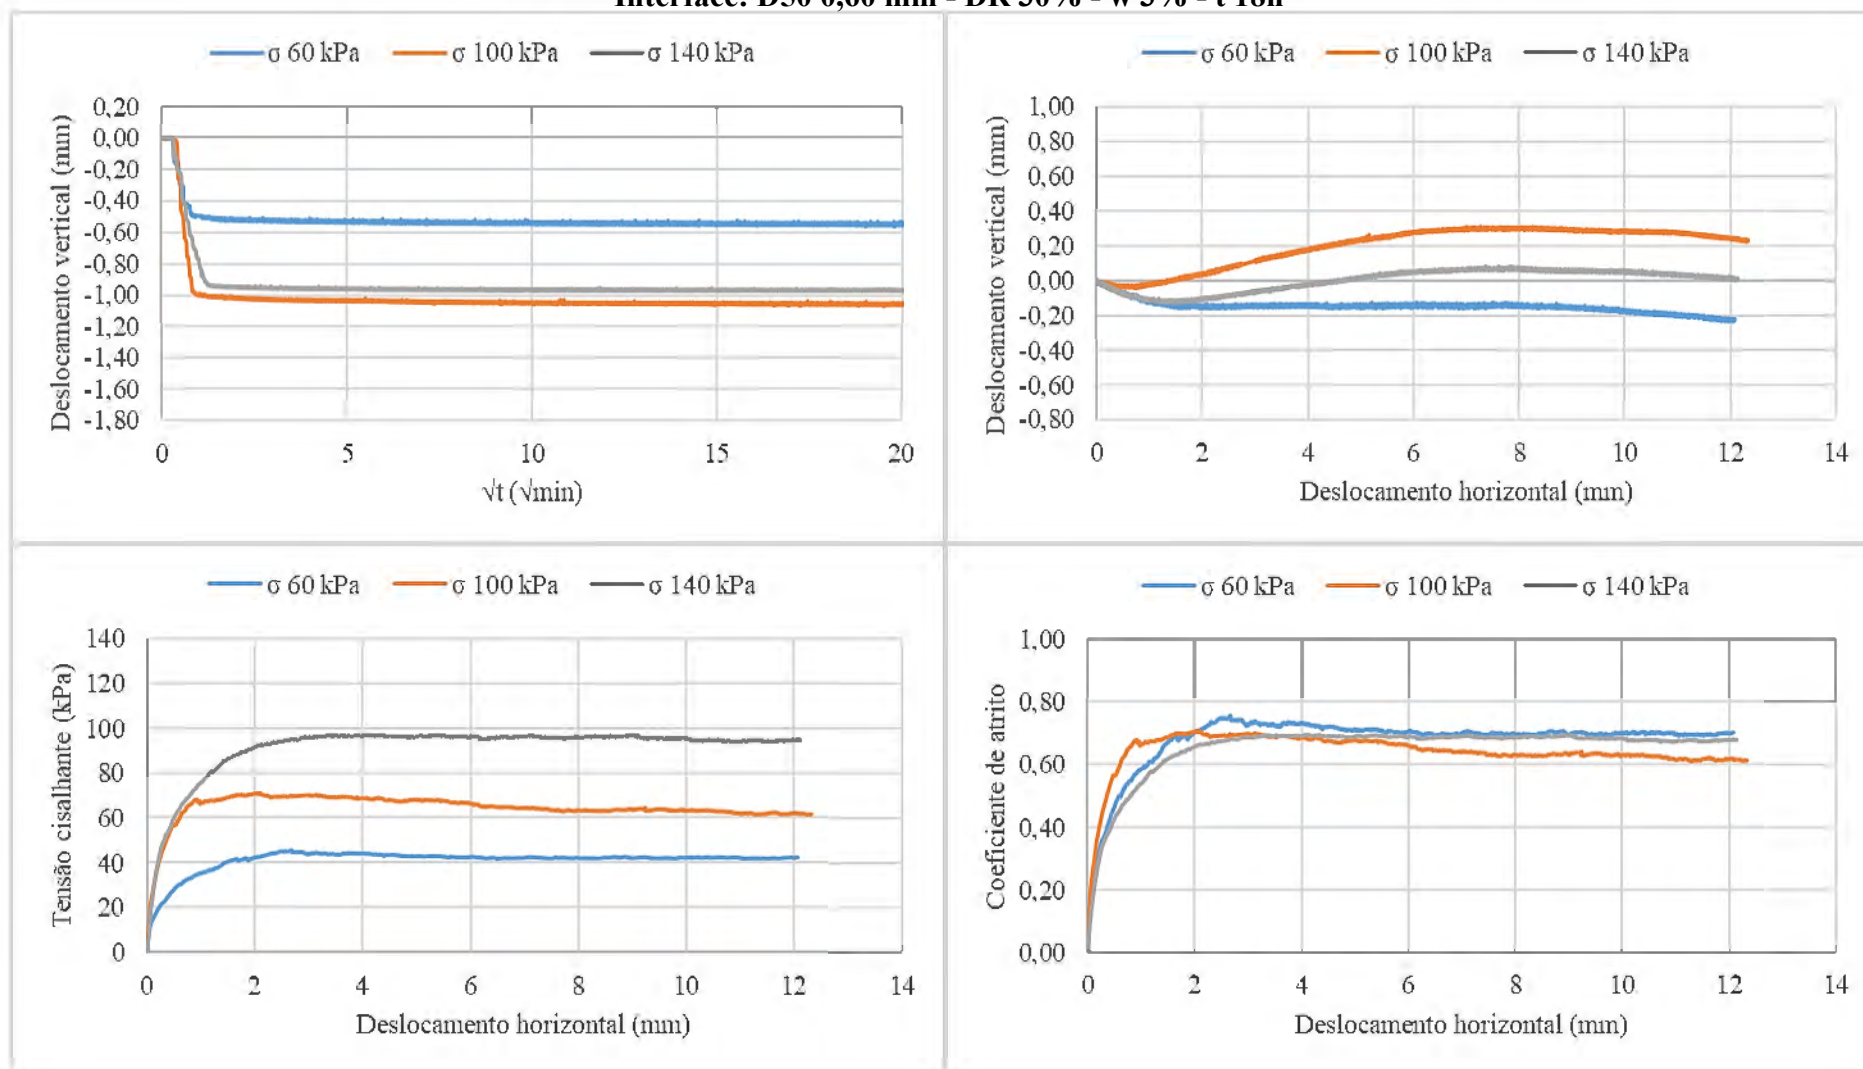 σ 60 kPa σ 100 kPa σ 140 kPa
Deslocamento vertical (mm)
0,20
0,00
-0,20
-0,40
-0,60
-0,80
-1,00
-1,20
-1,40
-1,60
-1,80
0 5 10 15 20
√t (√min)
σ 60 kPa σ 100 kPa σ 140 kPa
Deslocamento vertical (mm)
1,00
0,80
0,60
0,40
0,20
0,00
-0,20
-0,40
-0,60
-0,80
0 2 4 6 8 10 12 14
Deslocamento horizontal (mm)
σ 60 kPa σ 100 kPa σ 140 kPa
Tensão cisalhante (kPa)
140
120
100
80
60
40
20
0
0 2 4 6 8 10 12 14
Deslocamento horizontal (mm)
σ 60 kPa σ 100 kPa σ 140 kPa
Coeficiente de atrito
1,00
0,80
0,60
0,40
0,20
0,00
0 2 4 6 8 10 12 14
Deslocamento horizontal (mm)